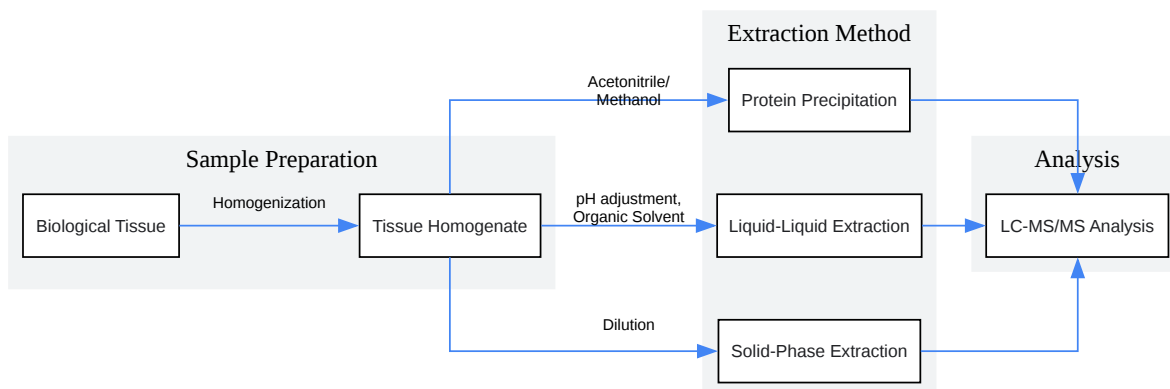 Extraction Method
Acetonitrile/
Methanol
Protein Precipitation
Sample Preparation
Analysis
Biological Tissue
Homogenization
Tissue Homogenate
pH adjustment,
Organic Solvent
Liquid-Liquid Extraction
LC-MS/MS Analysis
Dilution
Solid-Phase Extraction